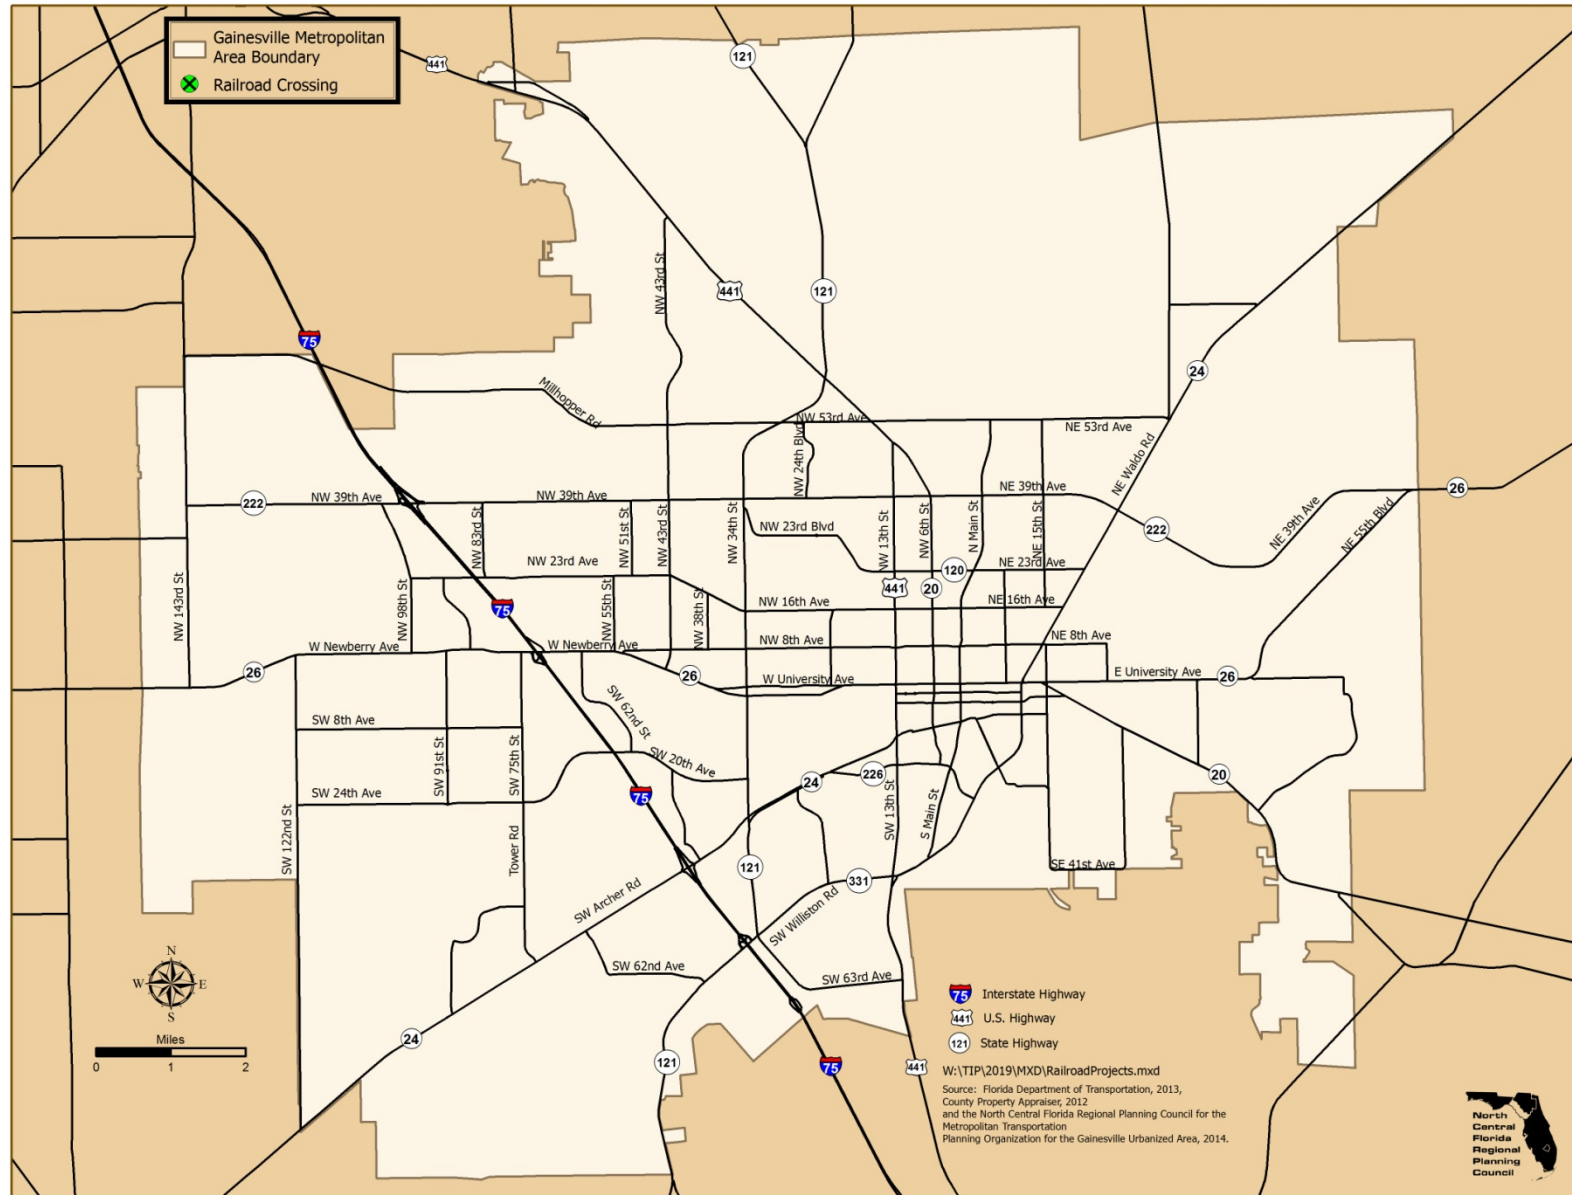 Gainesville Metropolitan
Area Boundary
Railroad Crossing
441
121
75
441
121
NW 43rd St
24
Millhopper Rd
NW 53rd Ave
NE 53rd Ave
NW 24th Blvd
NE Waldo Rd
222
NW 39th Ave
NW 39th Ave
NE 39th Ave
26
NW 83rd St
NW 51st St
NW 43rd St
NW 34th St
NW 23rd Blvd
NW 13th St
NW 6th St
N Main St
NE 15th St
222
NE 39th Ave
NW 55th Blvd
NW 143rd St
NW 98th St
NW 23rd Ave
120
NE 23rd Ave
75
NW 55th St
NW 38th St
NW 16th Ave
441
20
NE 16th Ave
W Newberry Ave
W Newberry Ave
NW 8th Ave
NE 8th Ave
26
26
W University Ave
E University Ave
26
SW 8th Ave
SW 62nd St
SW 91st St
SW 75th St
SW 20th Ave
SW 24th Ave
75
24
226
20
SW 122nd St
Tower Rd
SW 13th St
S Main St
SW Archer Rd
121
331
SE 41st Ave
SW Williston Rd
SW 62nd Ave
SW 63rd Ave
N
W
E
S
Miles
0
1
2
24
121
75
441
75 Interstate Highway
441 U.S. Highway
121 State Highway
W:\TIP\2019\MXD\RailroadProjects.mxd
Source: Florida Department of Transportation, 2013,
County Property Appraiser, 2012
and the North Central Florida Regional Planning Council for the
Metropolitan Transportation
Planning Organization for the Gainesville Urbanized Area, 2014.
North
Central
Florida
Regional
Planning
Council